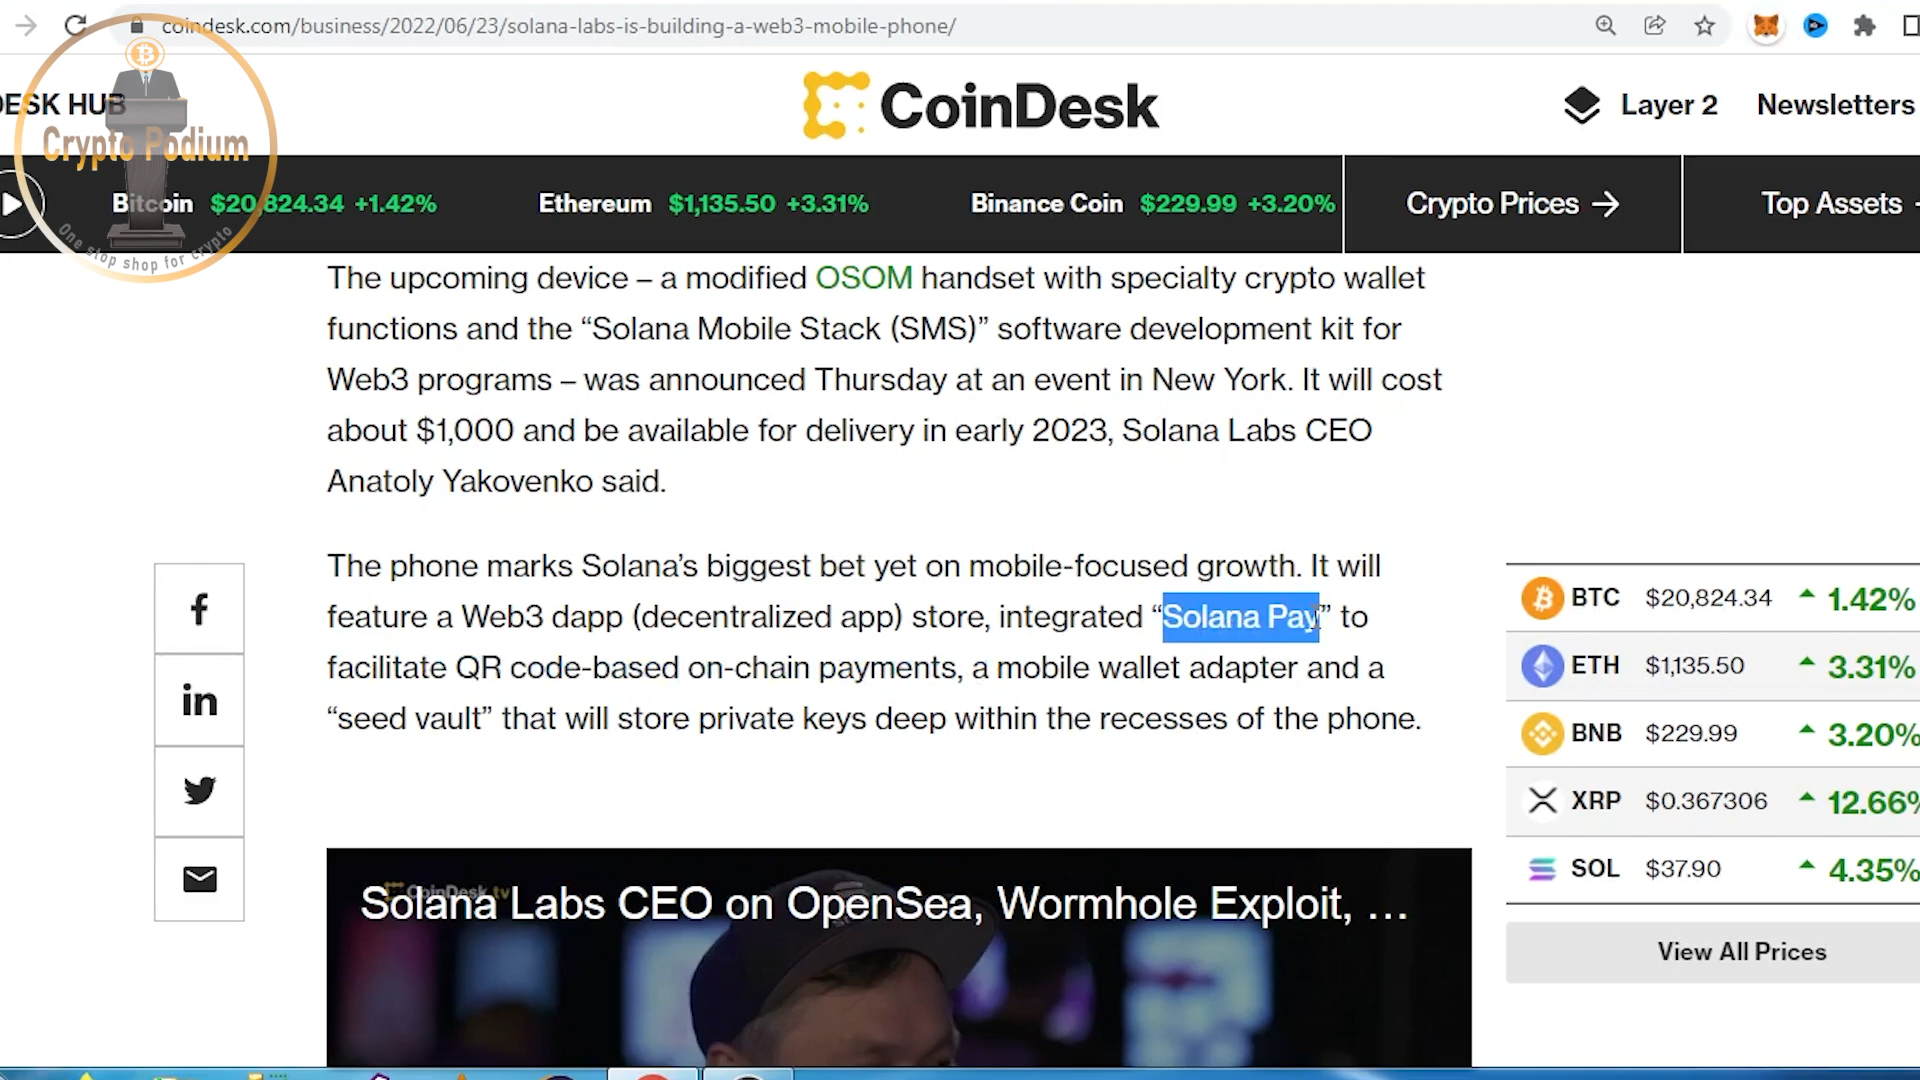 coindesk.com/business/2022/06/23/solana-labs-is-building-a-web3-mobile-phone/
DESK HUB
CoinDesk
Layer 2 Newsletters
Crypto Podium
One stop shop for crypto
Bitcoin $20,824.34 +1.42% Ethereum $1,135.50 +3.31% Binance Coin $229.99 +3.20% Crypto Prices → Top Assets
The upcoming device – a modified OSOM handset with specialty crypto wallet
functions and the “Solana Mobile Stack (SMS)” software development kit for
Web3 programs – was announced Thursday at an event in New York. It will cost
about $1,000 and be available for delivery in early 2023, Solana Labs CEO
Anatoly Yakovenko said.
The phone marks Solana’s biggest bet yet on mobile-focused growth. It will
feature a Web3 dapp (decentralized app) store, integrated “Solana Pay” to
facilitate QR code-based on-chain payments, a mobile wallet adapter and a
“seed vault” that will store private keys deep within the recesses of the phone.
BTC $20,824.34 1.42%
ETH $1,135.50 3.31%
BNB $229.99 3.20%
XRP $0.367306 12.66%
SOL $37.90 4.35%
View All Prices
CoinDesk.tv
Solana Labs CEO on OpenSea, Wormhole Exploit, ...